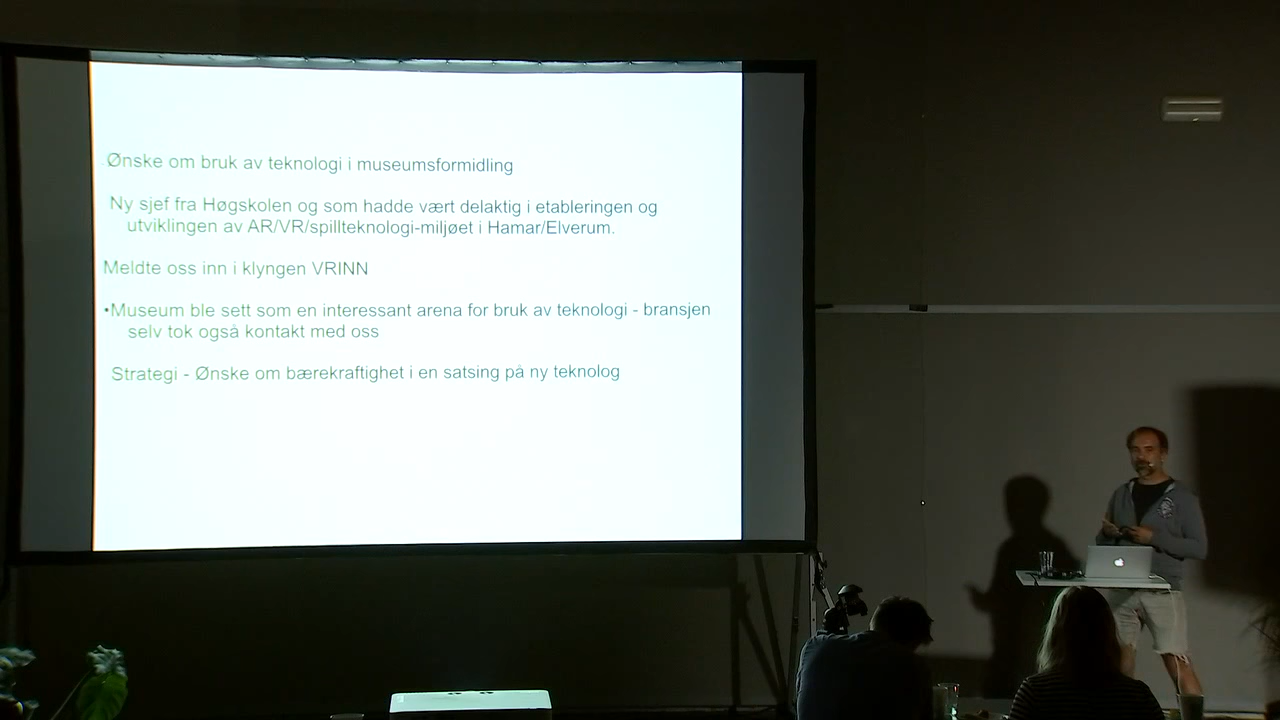 Ønske om bruk av teknologi i museumsformidling
Ny sjef fra Høgskolen og som hadde vært delaktig i etableringen og
utviklingen av AR/VR/spillteknologi-miljøet i Hamar/Elverum.
Meldte oss inn i klyngen VRINN
•Museum ble sett som en interessant arena for bruk av teknologi - bransjen
selv tok også kontakt med oss
Strategi - Ønske om bærekraftighet i en satsing på ny teknolog